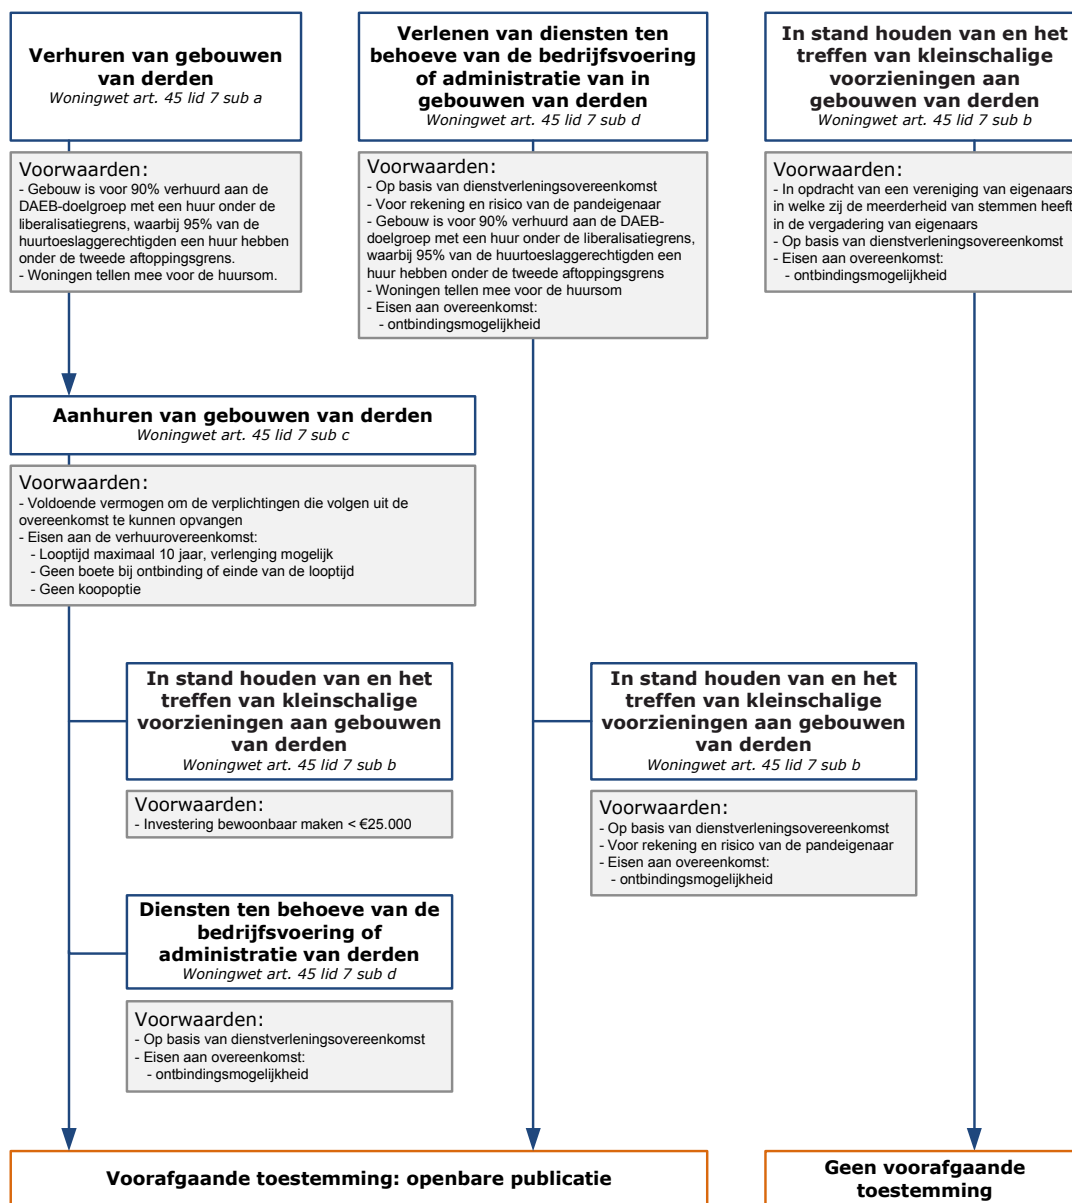 Verhuren van gebouwen
van derden
Woningwet art. 45 lid 7 sub a
Voorwaarden:
- Gebouw is voor 90% verhuurd aan de
DAEB-doelgroep met een huur onder de
liberalisatiegrens, waarbij 95% van de
huurtoeslaggerechtigden een huur hebben
onder de tweede aftoppingsgrens.
- Woningen tellen mee voor de huursom.
Aanhuren van gebouwen van derden
Woningwet art. 45 lid 7 sub c
Voorwaarden:
- Voldoende vermogen om de verplichtingen die volgen uit de
overeenkomst te kunnen opvangen
- Eisen aan de verhuurovereenkomst:
- Looptijd maximaal 10 jaar, verlenging mogelijk
- Geen boete bij ontbinding of einde van de looptijd
- Geen koopoptie
In stand houden van en het
treffen van kleinschalige
voorzieningen aan gebouwen
van derden
Woningwet art. 45 lid 7 sub b
Voorwaarden:
- Investering bewoonbaar maken < €25.000
Diensten ten behoeve van de
bedrijfsvoering of
administratie van derden
Woningwet art. 45 lid 7 sub d
Voorwaarden:
- Op basis van dienstverleningsovereenkomst
- Eisen aan overeenkomst:
- ontbindingsmogelijkheid
Verlenen van diensten ten
behoeve van de bedrijfsvoering
of administratie van in
gebouwen van derden
Woningwet art. 45 lid 7 sub d
Voorwaarden:
- Op basis van dienstverleningsovereenkomst
- Voor rekening en risico van de pandeigenaar
- Gebouw is voor 90% verhuurd aan de DAEB-
doelgroep met een huur onder de liberalisatiegrens,
waarbij 95% van de huurtoeslaggerechtigden een
huur hebben onder de tweede aftoppingsgrens
- Woningen tellen mee voor de huursom
- Eisen aan overeenkomst:
- ontbindingsmogelijkheid
In stand houden van en het
treffen van kleinschalige
voorzieningen aan gebouwen
van derden
Woningwet art. 45 lid 7 sub b
Voorwaarden:
- Op basis van dienstverleningsovereenkomst
- Voor rekening en risico van de pandeigenaar
- Eisen aan overeenkomst:
- ontbindingsmogelijkheid
Voorafgaande toestemming: openbare publicatie
In stand houden van en het
treffen van kleinschalige
voorzieningen aan
gebouwen van derden
Woningwet art. 45 lid 7 sub b
Voorwaarden:
- In opdracht van een vereniging van eigenaars
in welke zij de meerderheid van stemmen heeft
in de vergadering van eigenaars
- Op basis van dienstverleningsovereenkomst
- Eisen aan overeenkomst:
- ontbindingsmogelijkheid
Geen voorafgaande
toestemming